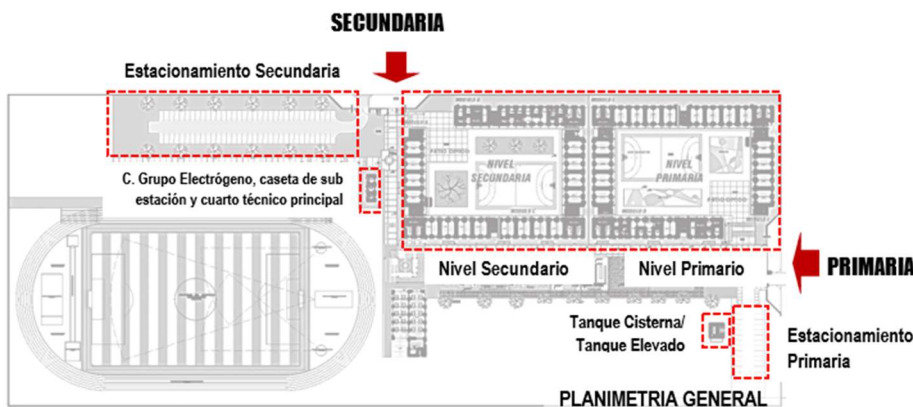 SECUNDARIA
Estacionamiento Secundaria
C. Grupo Electrógeno, caseta de sub
estación y cuarto técnico principal
NIVEL
SECUNDARIA
NIVEL
PRIMARIA
Nivel Secundario
Nivel Primario
PRIMARIA
Tanque Cisterna/
Tanque Elevado
Estacionamiento
Primaria
PLANIMETRIA GENERAL